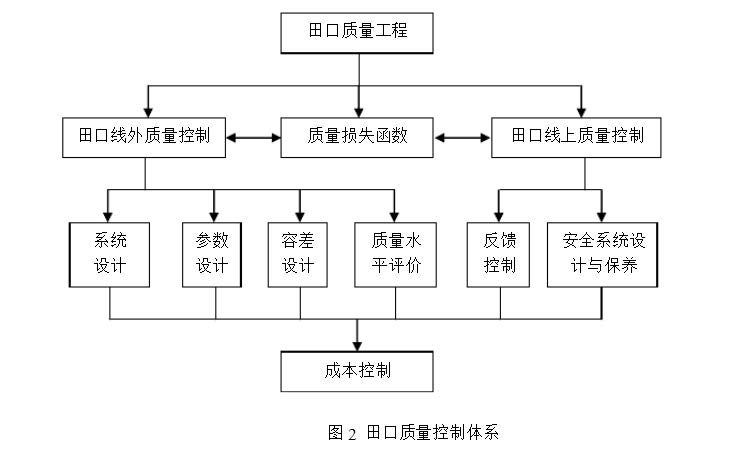 田口质量工程
田口线外质量控制
质量损失函数
田口线上质量控制
系统
设计
参数
设计
容差
设计
质量水
平评价
反馈
控制
安全系统设
计与保养
成本控制
图2 田口质量控制体系